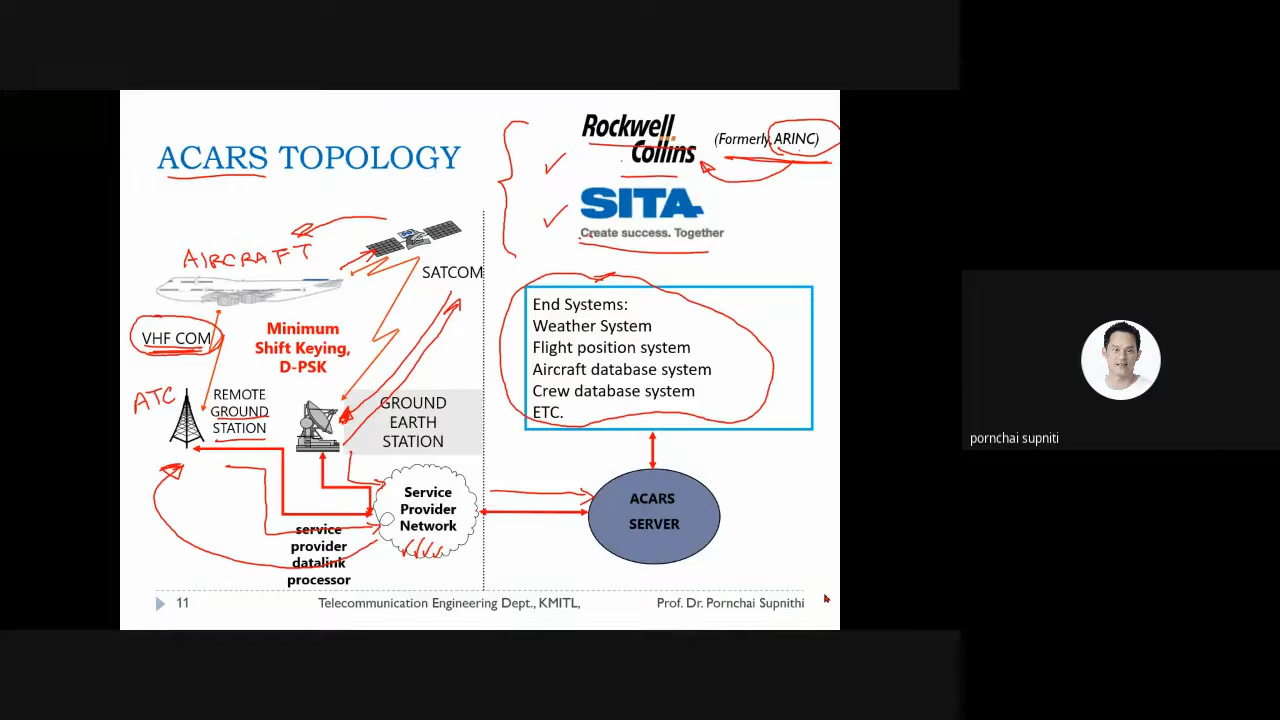 ACARS TOPOLOGY
Rockwell
Collins
(Formerly ARINC)
SITA
Create success. Together
AIRCRAFT
SATCOM
VHF COM
Minimum
Shift Keying,
D-PSK
ATC
REMOTE
GROUND
STATION
GROUND
EARTH
STATION
End Systems:
Weather System
Flight position system
Aircraft database system
Crew database system
ETC.
Service
Provider
Network
ACARS
SERVER
service
provider
datalink
processor
11
Telecommunication Engineering Dept., KMITL,
Prof. Dr. Pornchai Supnithi
pornchai supniti